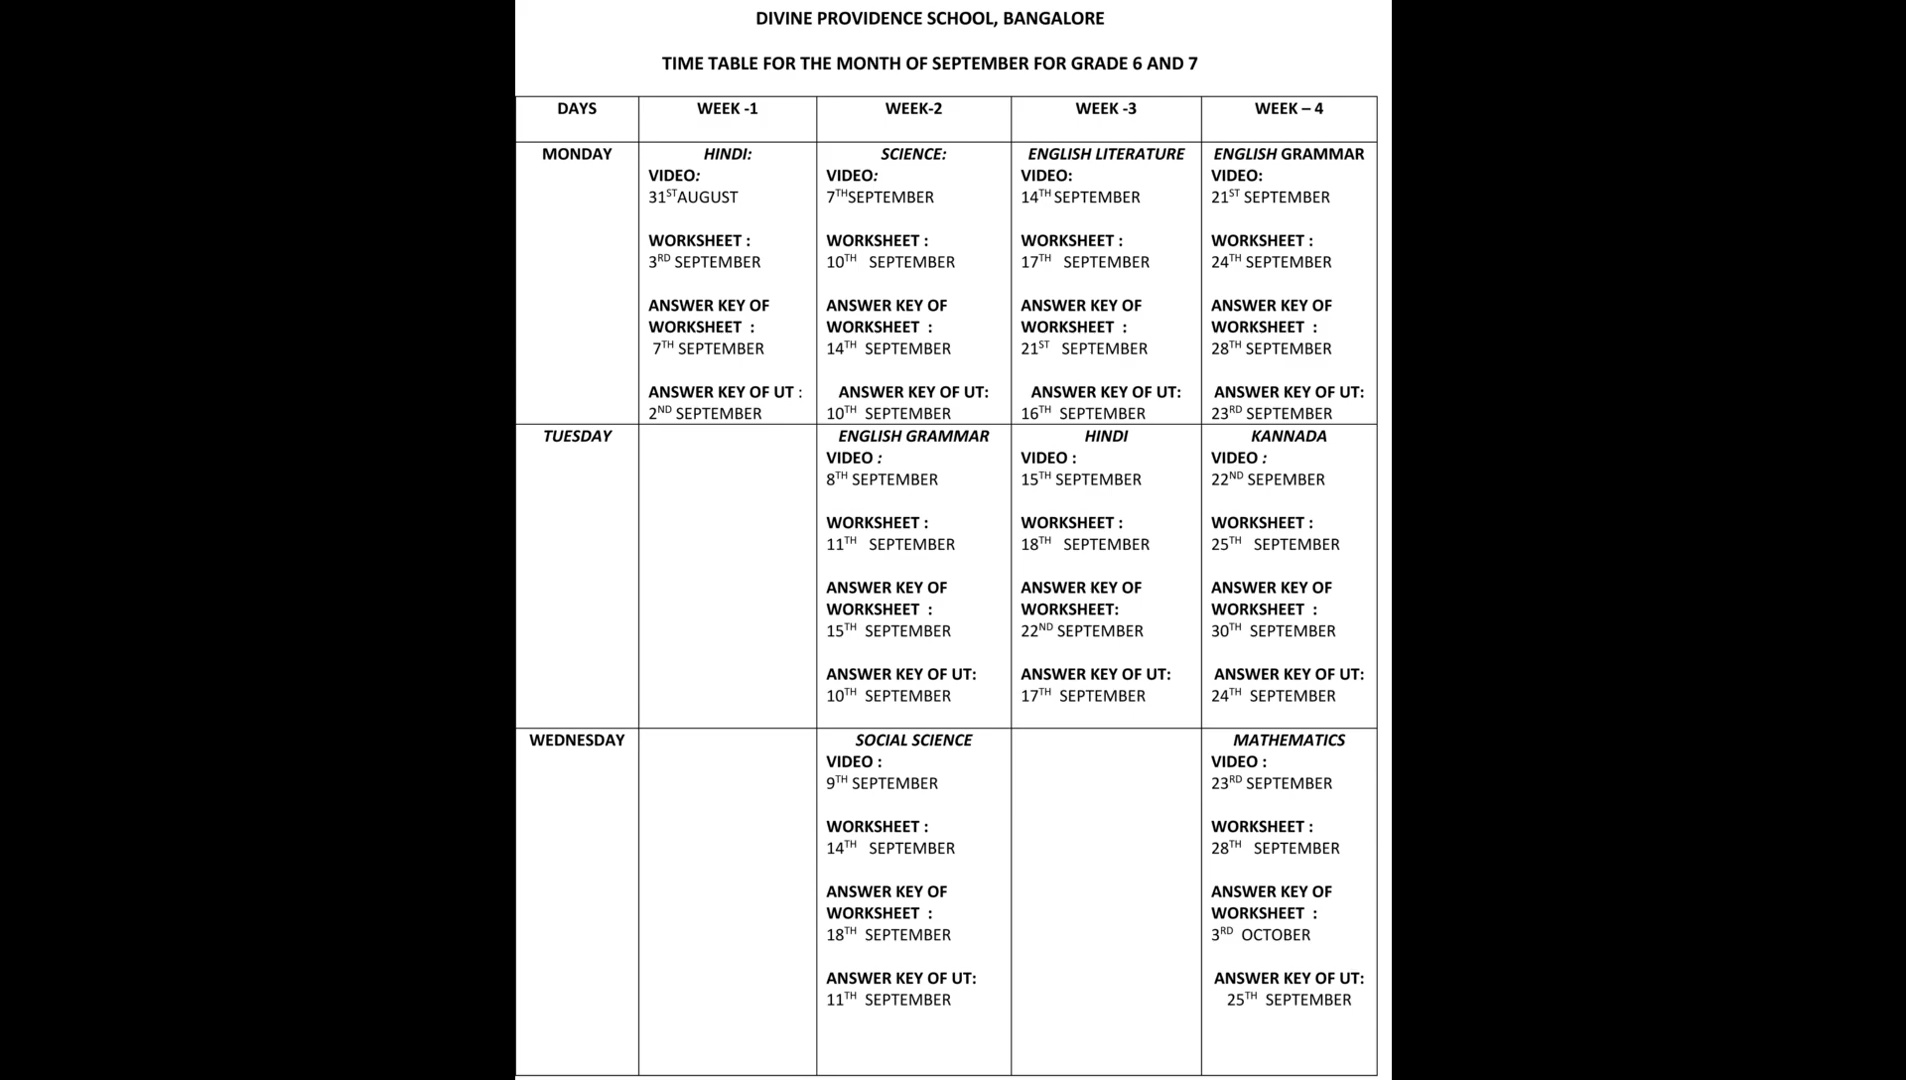 DIVINE PROVIDENCE SCHOOL, BANGALORE
TIME TABLE FOR THE MONTH OF SEPTEMBER FOR GRADE 6 AND 7
DAYS
WEEK -1
WEEK-2
WEEK -3
WEEK – 4
MONDAY
HINDI:
VIDEO:
31STAUGUST
WORKSHEET :
3RD SEPTEMBER
ANSWER KEY OF
WORKSHEET :
7TH SEPTEMBER
ANSWER KEY OF UT :
2ND SEPTEMBER
SCIENCE:
VIDEO:
7THSEPTEMBER
WORKSHEET :
10TH SEPTEMBER
ANSWER KEY OF
WORKSHEET :
14TH SEPTEMBER
ANSWER KEY OF UT:
10TH SEPTEMBER
ENGLISH LITERATURE
VIDEO:
14TH SEPTEMBER
WORKSHEET :
17TH SEPTEMBER
ANSWER KEY OF
WORKSHEET :
21ST SEPTEMBER
ANSWER KEY OF UT:
16TH SEPTEMBER
ENGLISH GRAMMAR
VIDEO:
21ST SEPTEMBER
WORKSHEET :
24TH SEPTEMBER
ANSWER KEY OF
WORKSHEET :
28TH SEPTEMBER
ANSWER KEY OF UT:
23RD SEPTEMBER
TUESDAY
ENGLISH GRAMMAR
VIDEO :
8TH SEPTEMBER
WORKSHEET :
11TH SEPTEMBER
ANSWER KEY OF
WORKSHEET :
15TH SEPTEMBER
ANSWER KEY OF UT:
10TH SEPTEMBER
HINDI
VIDEO :
15TH SEPTEMBER
WORKSHEET :
18TH SEPTEMBER
ANSWER KEY OF
WORKSHEET:
22ND SEPTEMBER
ANSWER KEY OF UT:
17TH SEPTEMBER
KANNADA
VIDEO :
22ND SEPEMBER
WORKSHEET :
25TH SEPTEMBER
ANSWER KEY OF
WORKSHEET :
30TH SEPTEMBER
ANSWER KEY OF UT:
24TH SEPTEMBER
WEDNESDAY
SOCIAL SCIENCE
VIDEO :
9TH SEPTEMBER
WORKSHEET :
14TH SEPTEMBER
ANSWER KEY OF
WORKSHEET :
18TH SEPTEMBER
ANSWER KEY OF UT:
11TH SEPTEMBER
MATHEMATICS
VIDEO :
23RD SEPTEMBER
WORKSHEET :
28TH SEPTEMBER
ANSWER KEY OF
WORKSHEET :
3RD OCTOBER
ANSWER KEY OF UT:
25TH SEPTEMBER